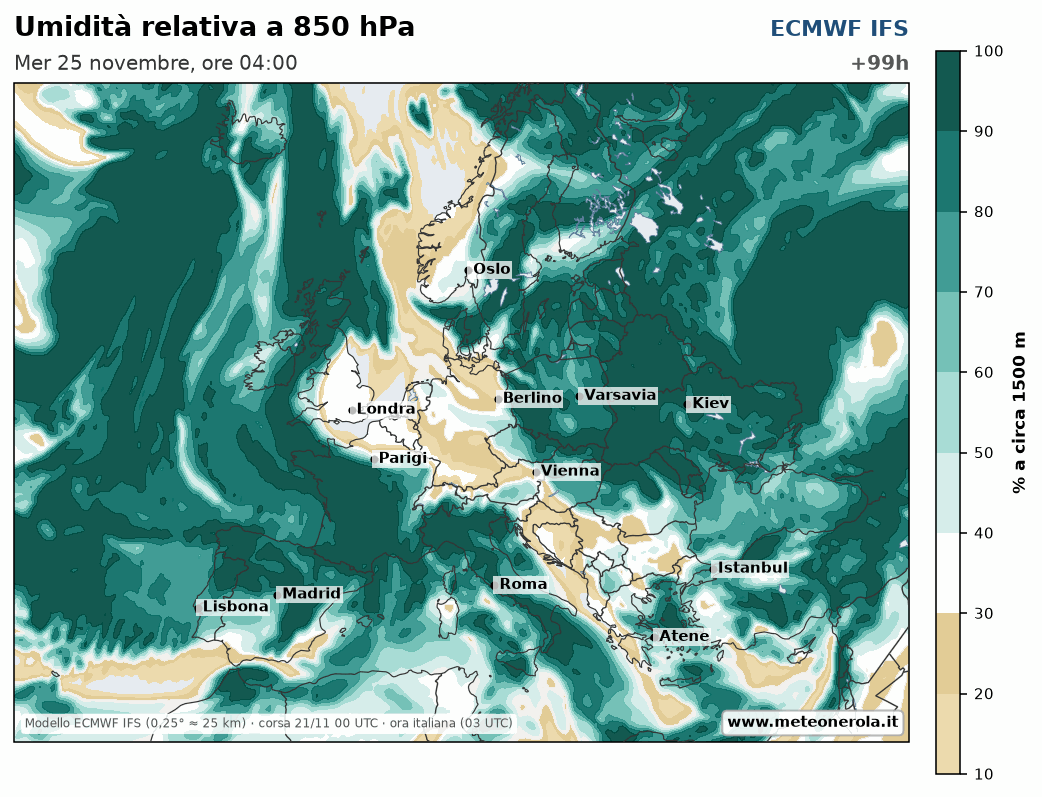 Umidità relativa a 850 hPa
ECMWF IFS
Mer 25 novembre, ore 04:00
+99h
100
90
80
70
60
50
40
30
20
10
% a circa 1500 m
Oslo
Berlino
Varsavia
Kiev
Londra
Parigi
Vienna
Istanbul
Roma
Madrid
Lisbona
Atene
Modello ECMWF IFS (0,25° ≈ 25 km) · corsa 21/11 00 UTC · ora italiana (03 UTC)
www.meteonerola.it